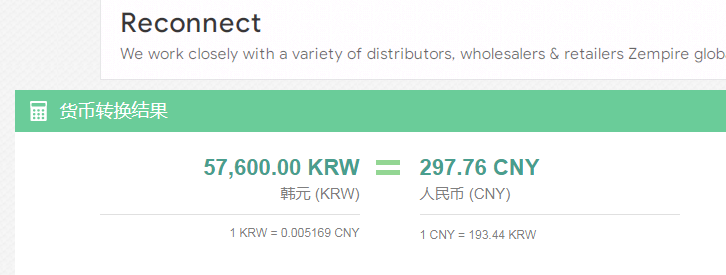 Reconnect
We work closely with a variety of distributors, wholesalers & retailers Zempire glob
货币转换结果
57,600.00 KRW = 297.76 CNY
韩元 (KRW) 人民币 (CNY)
1 KRW = 0.005169 CNY 1 CNY = 193.44 KRW